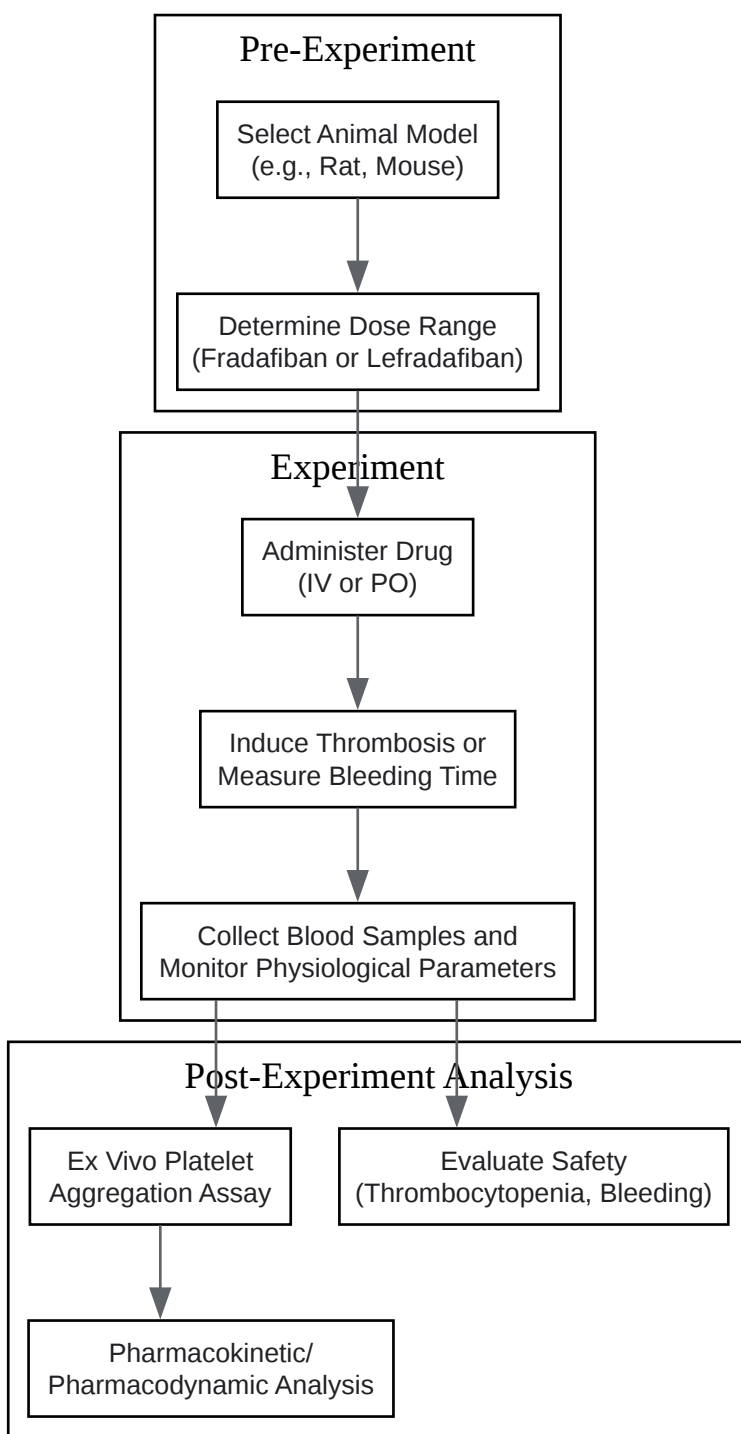 Pre-Experiment
Select Animal Model
(e.g., Rat, Mouse)
Determine Dose Range
(Fradafiban or Lefradafiban)
Experiment
Administer Drug
(IV or PO)
Induce Thrombosis or
Measure Bleeding Time
Collect Blood Samples and
Monitor Physiological Parameters
Post-Experiment Analysis
Ex Vivo Platelet
Aggregation Assay
Evaluate Safety
(Thrombocytopenia, Bleeding)
Pharmacokinetic/
Pharmacodynamic Analysis